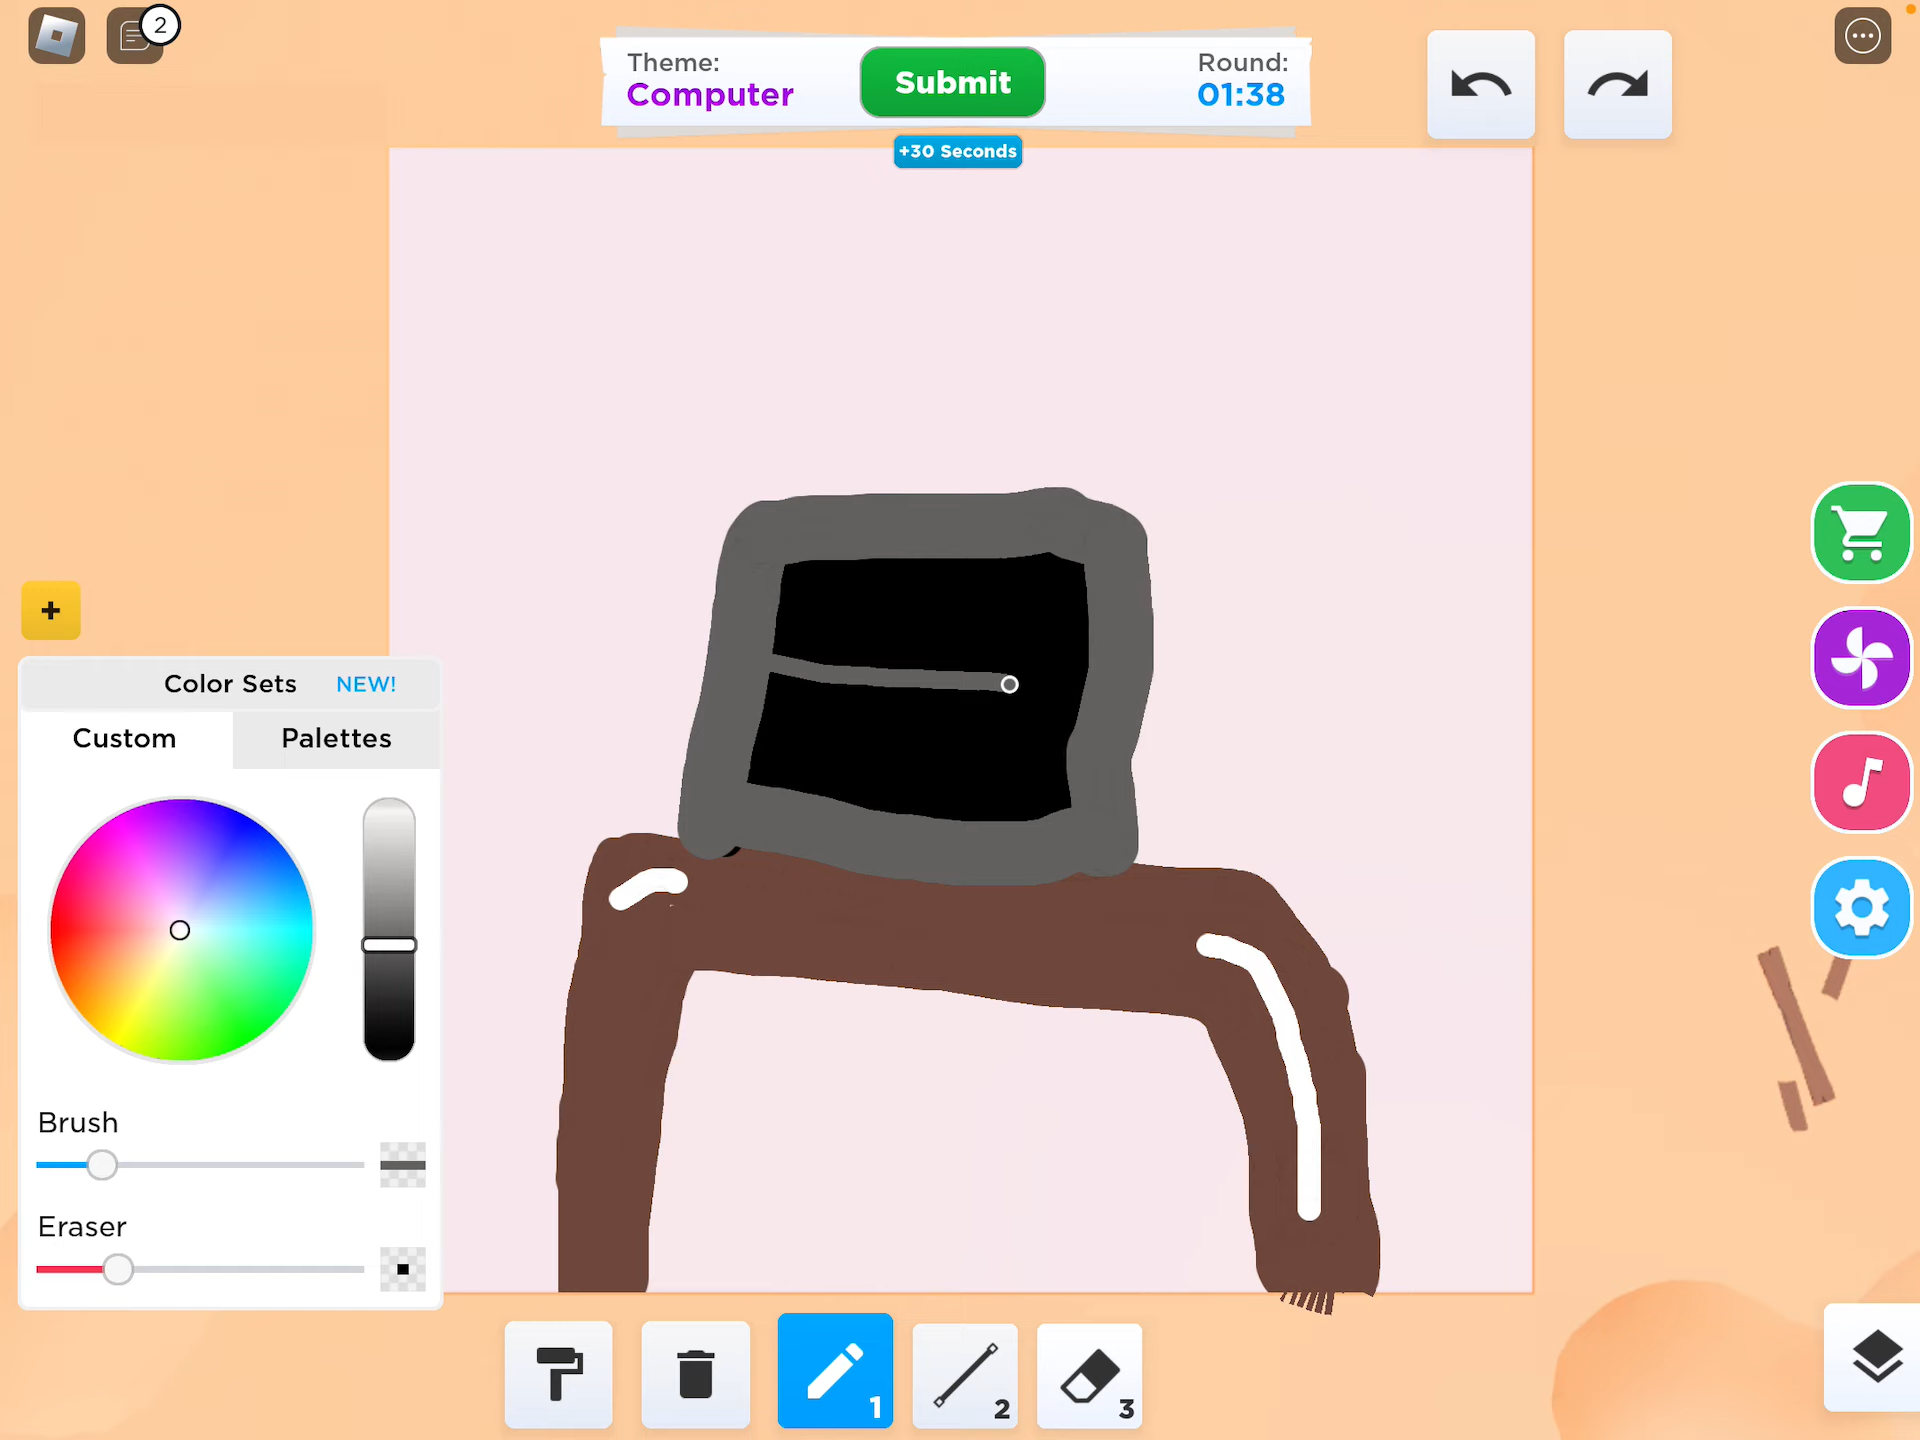 2
Theme:
Computer
Submit
Round:
01:38
+30 Seconds
+
Color Sets NEW!
Custom Palettes
Brush
Eraser
1
2
3